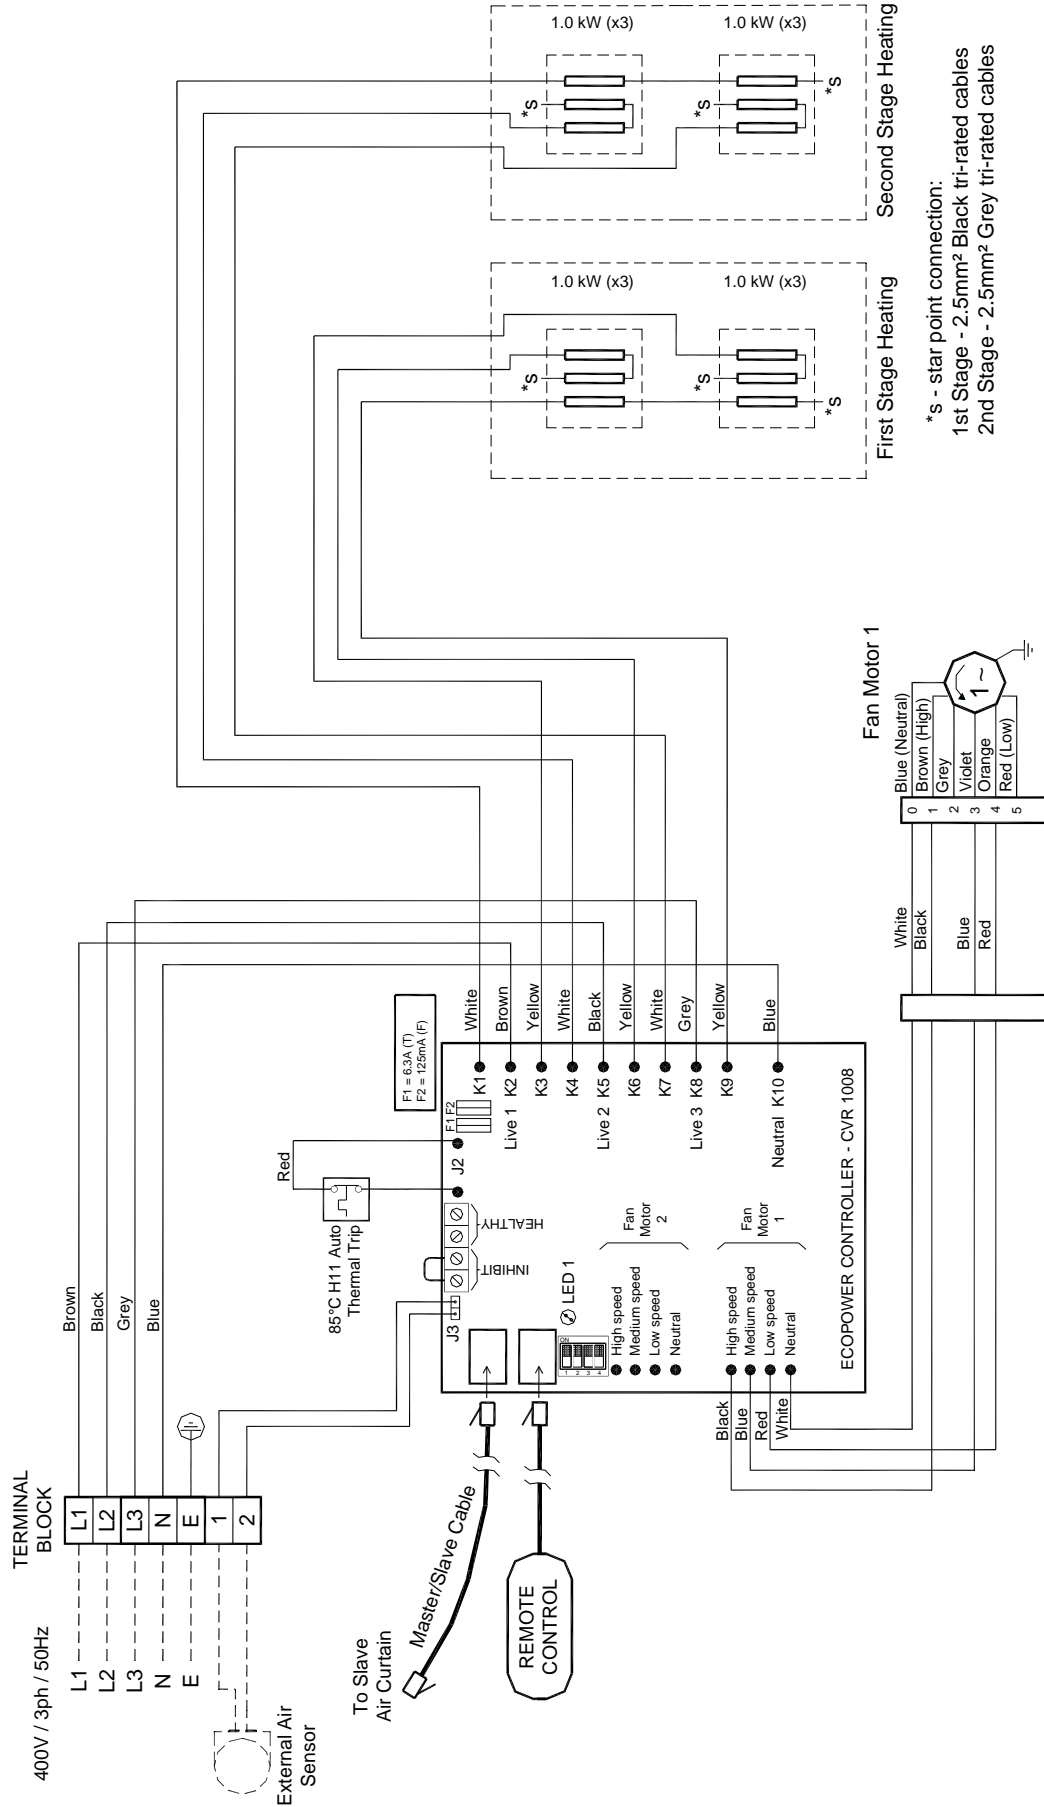 400V / 3ph / 50Hz
TERMINAL
BLOCK
L1
L2
L3
N
E
L1
L2
L3
N
E
1
2
External Air
Sensor
Brown
Black
Grey
Blue
To Slave
Air Curtain
Master/Slave Cable
REMOTE
CONTROL
85°C H11 Auto
Thermal Trip
Red
F1 = 6.3A (T)
F2 = 125mA (F)
J3
INHIBIT
HEALTHY
J2
F1 F2
LED 1
ON
1 2 3 4
High speed
Medium speed
Low speed
Neutral
Fan
Motor
2
High speed
Medium speed
Low speed
Neutral
Fan
Motor
1
Black
Blue
Red
White
K1
Live 1 K2
K3
K4
Live 2 K5
K6
K7
Live 3 K8
K9
Neutral K10
ECOPOWER CONTROLLER - CVR 1008
White
Brown
Yellow
White
Black
Yellow
White
Grey
Yellow
Blue
White
Black
Blue
Red
0
1
2
3
4
5
Blue (Neutral)
Brown (High)
Grey
Violet
Orange
Red (Low)
Fan Motor 1
1 ~
First Stage Heating
1.0 kW (x3)
1.0 kW (x3)
*s
*s
*s
Second Stage Heating
1.0 kW (x3)
1.0 kW (x3)
*s
*s
*s
*s - star point connection:
1st Stage - 2.5mm² Black tri-rated cables
2nd Stage - 2.5mm² Grey tri-rated cables